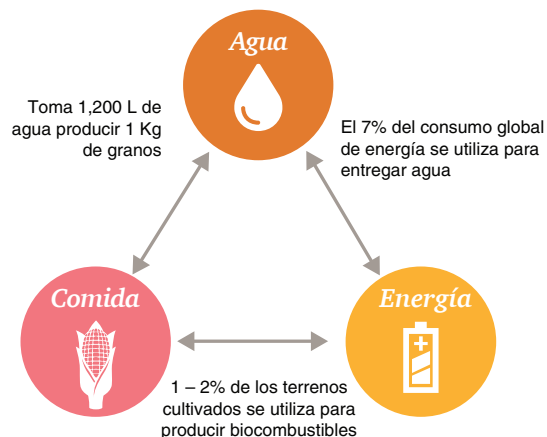 Agua
Toma 1,200 L de
agua producir 1 Kg
de granos
El 7% del consumo global
de energía se utiliza para
entregar agua
Comida
Energía
1 – 2% de los terrenos
cultivados se utiliza para
producir biocombustibles